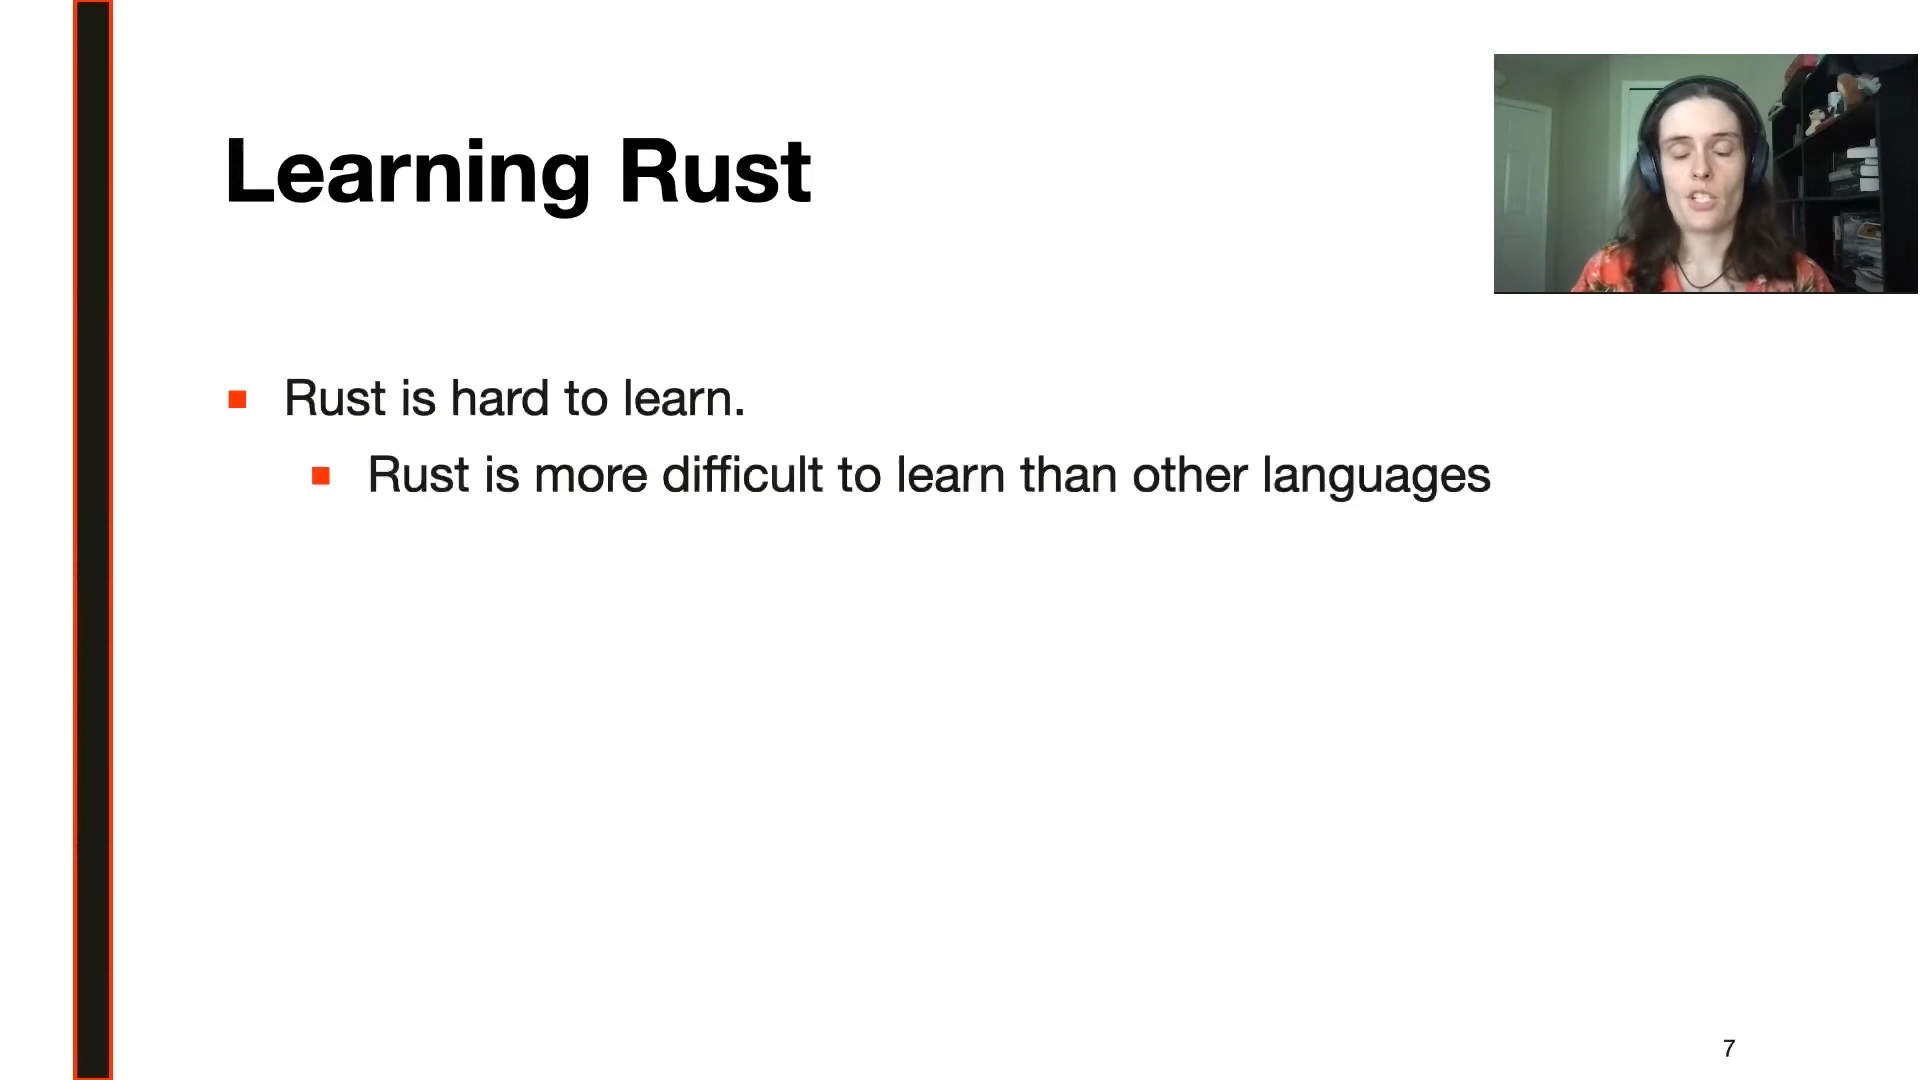 Learning Rust
Rust is hard to learn.
Rust is more difficult to learn than other languages
7